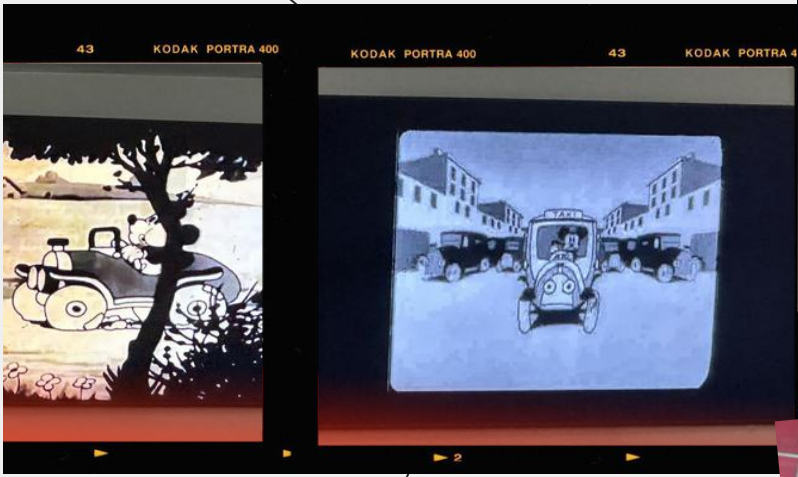 43 KODAK PORTRA 400
KODAK PORTRA 400 43 KODAK PORTRA 4
TAXI
2